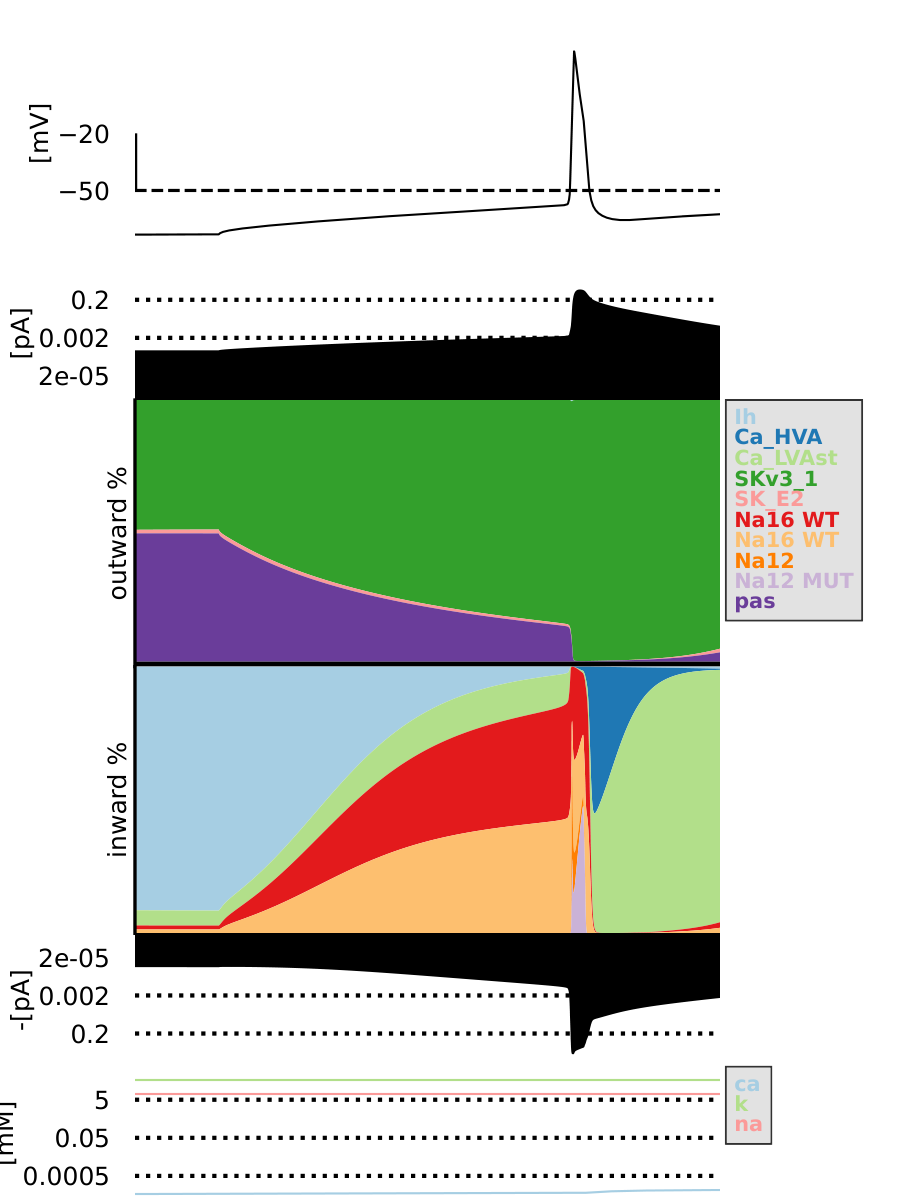 [mV]
−20
−50
[pA]
0.2
0.002
2e-05
outward %
Ih
Ca_HVA
Ca_LVAst
SKv3_1
SK_E2
Na16 WT
Na16 WT
Na12
Na12 MUT
pas
inward %
-[pA]
2e-05
0.002
0.2
[mM]
5
0.05
0.0005
ca
k
na